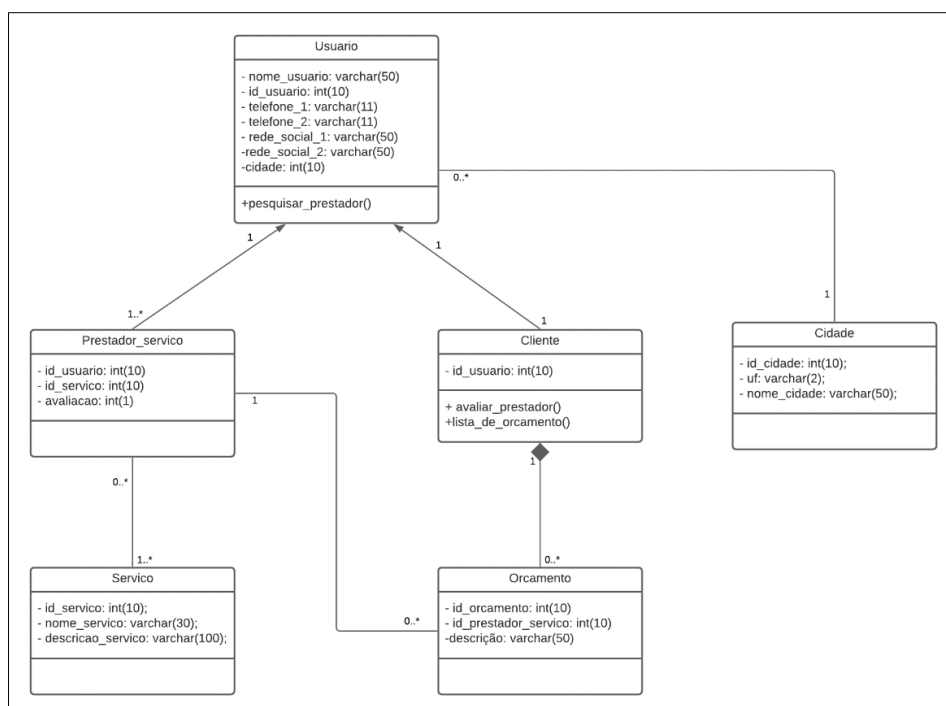 Usuario
- nome_usuario: varchar(50)
- id_usuario: int(10)
- telefone_1: varchar(11)
- telefone_2: varchar(11)
- rede_social_1: varchar(50)
-rede_social_2: varchar(50)
-cidade: int(10)
+pesquisar_prestador()
0..*
1
1
1..*
1
1
Prestador_servico
- id_usuario: int(10)
- id_servico: int(10)
- avaliacao: int(1)
Cliente
- id_usuario: int(10)
+ avaliar_prestador()
+lista_de_orcamento()
Cidade
- id_cidade: int(10);
- uf: varchar(2);
- nome_cidade: varchar(50);
1
1
0..*
1..*
0..*
0..*
Servico
- id_servico: int(10);
- nome_servico: varchar(30);
- descricao_servico: varchar(100);
Orcamento
- id_orcamento: int(10)
- id_prestador_servico: int(10)
-descrição: varchar(50)